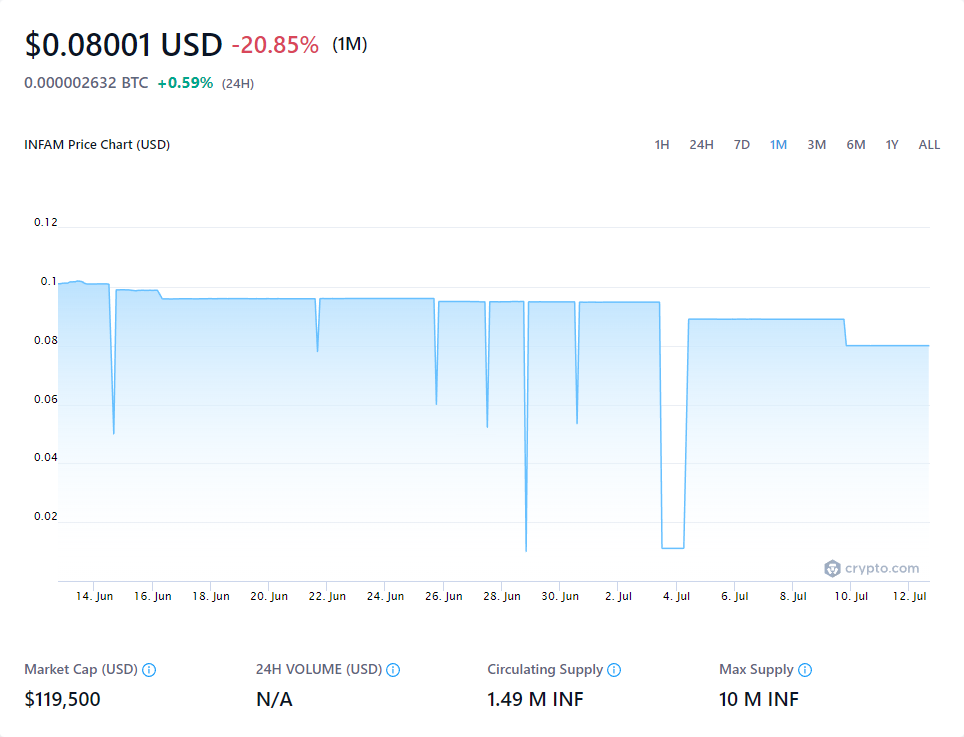 $0.08001 USD -20.85% (1M)
0.000002632 BTC +0.59% (24H)
INFAM Price Chart (USD) 1H 24H 7D 1M 3M 6M 1Y ALL
0.12
0.1
0.08
0.06
0.04
0.02
crypto.com
14. Jun 16. Jun 18. Jun 20. Jun 22. Jun 24. Jun 26. Jun 28. Jun 30. Jun 2. Jul 4. Jul 6. Jul 8. Jul 10. Jul 12. Jul
Market Cap (USD) 24H VOLUME (USD) Circulating Supply Max Supply
$119,500 N/A 1.49 M INF 10 M INF